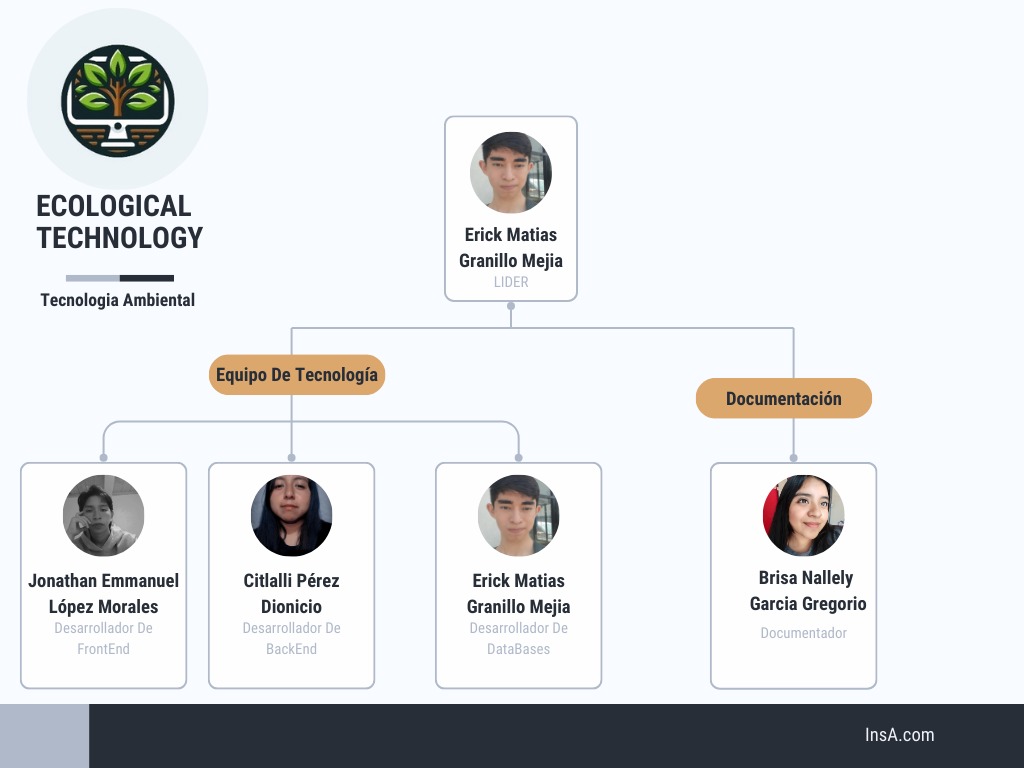 ECOLOGICAL
TECHNOLOGY
Tecnologia Ambiental
Erick Matias
Granillo Mejia
LIDER
Equipo De Tecnología
Documentación
Jonathan Emmanuel
López Morales
Desarrollador De
FrontEnd
Citlalli Pérez
Dionicio
Desarrollador De
BackEnd
Erick Matias
Granillo Mejia
Desarrollador De
DataBases
Brisa Nallely
Garcia Gregorio
Documentador
InsA.com